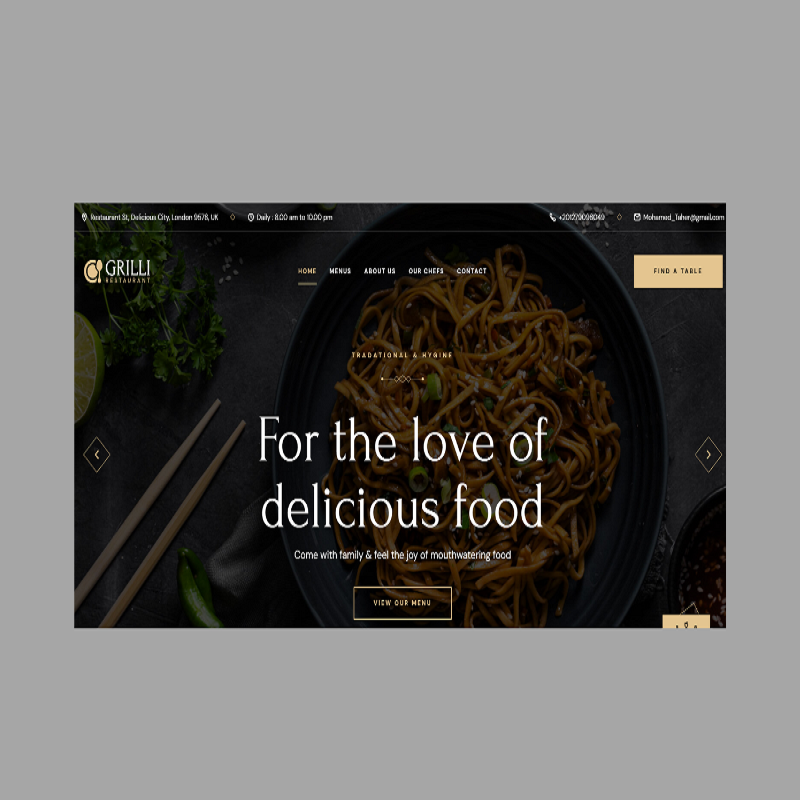 Restaurant St, Delicious City, London 9578, UK
Daily : 8.00 am to 10.00 pm
+201279098049
Mohamed_Taher@gmail.com
GRILLI
RESTAURANT
HOME MENUS ABOUT US OUR CHEFS CONTACT
FIND A TABLE
TRADATIONAL & HYGINE
For the love of
delicious food
Come with family & feel the joy of mouthwatering food
VIEW OUR MENU